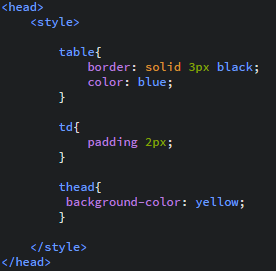 <head>
<style>
table{
border: solid 3px black;
color: blue;
}
td{
padding 2px;
}
thead{
background-color: yellow;
}
</style>
</head>